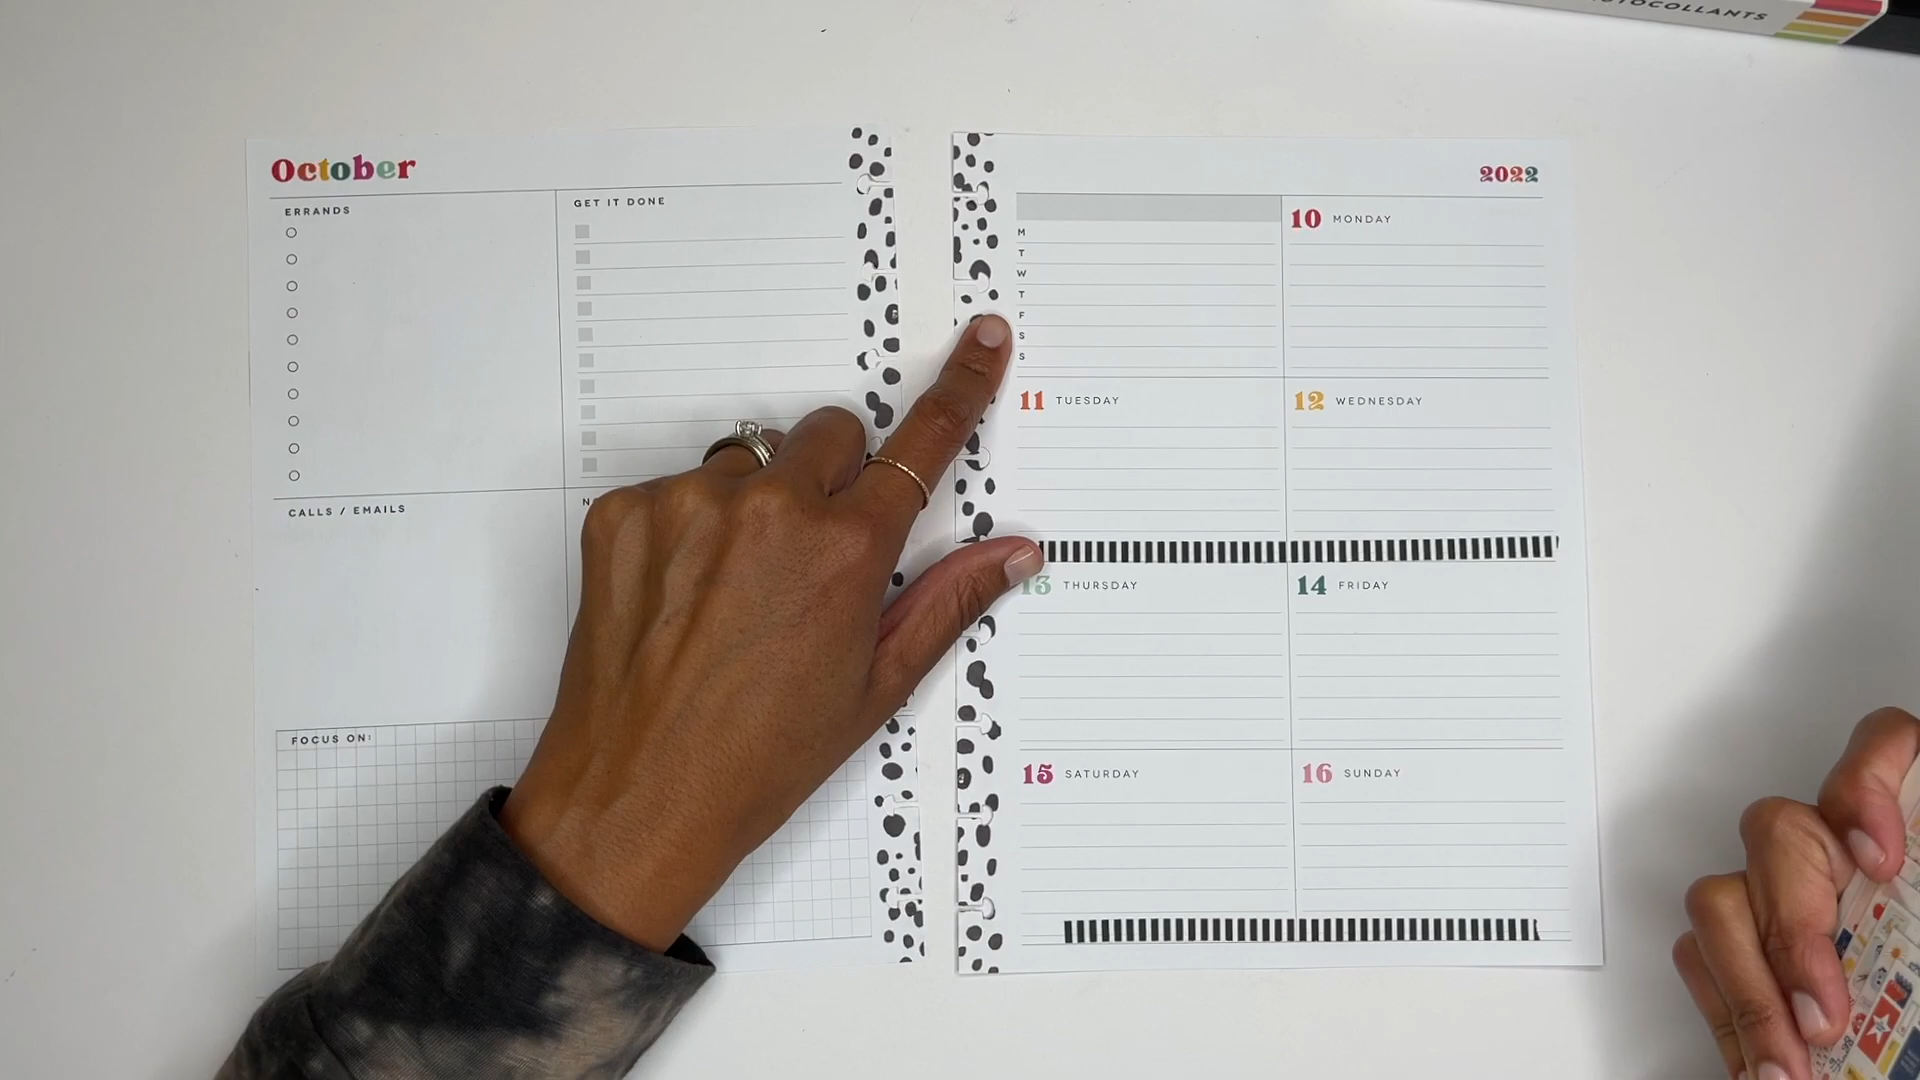 October
ERRANDS
GET IT DONE
CALLS / EMAILS
FOCUS ON:
2022
M
T
W
T
F
S
S
10 MONDAY
11 TUESDAY
12 WEDNESDAY
13 THURSDAY
14 FRIDAY
15 SATURDAY
16 SUNDAY